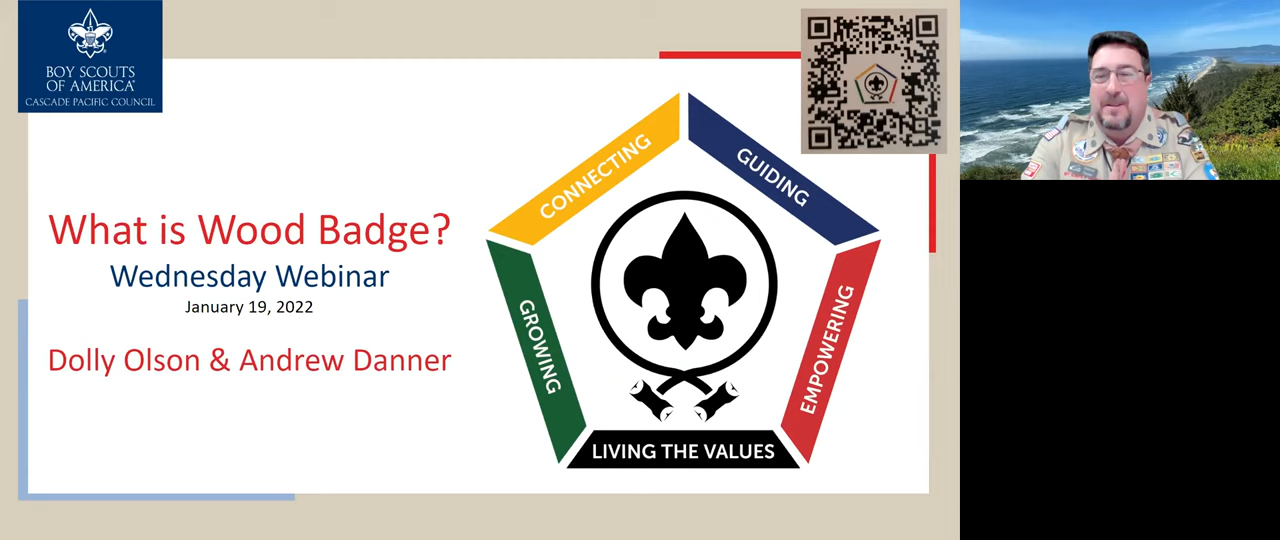 BOY SCOUTS
OF AMERICA®
CASCADE PACIFIC COUNCIL
What is Wood Badge?
Wednesday Webinar
January 19, 2022
Dolly Olson & Andrew Danner
CONNECTING
GUIDING
GROWING
EMPOWERING
LIVING THE VALUES